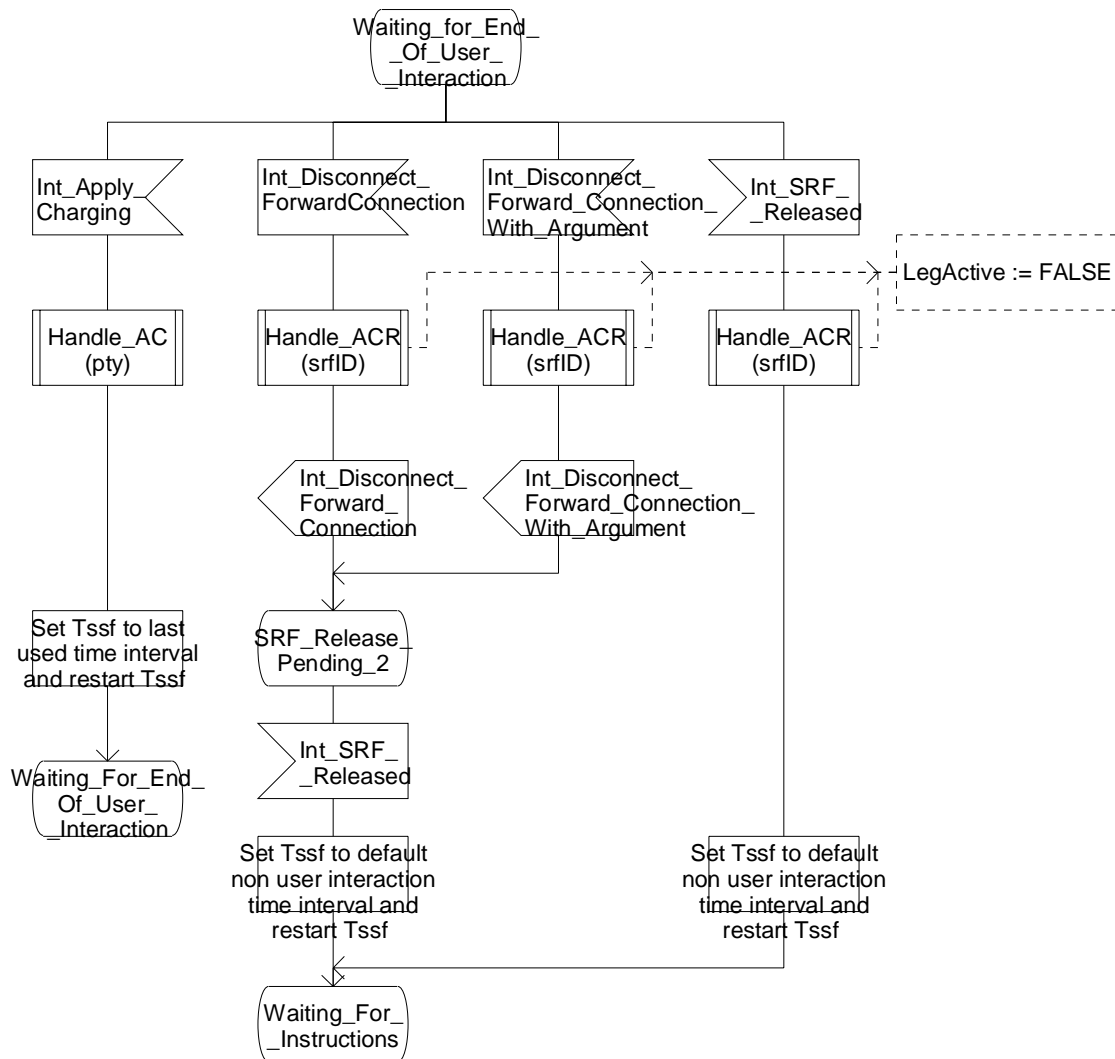 Waiting_for_End_
_Of_User_
_Interaction
Int_Apply_
Charging
Int_Disconnect_
ForwardConnection
Int_Disconnect_
Forward_Connection_
With_Argument
Int_SRF_
_Released
LegActive := FALSE
Handle_AC
(pty)
Handle_ACR
(srfID)
Handle_ACR
(srfID)
Handle_ACR
(srfID)
Int_Disconnect_
Forward_
Connection
Int_Disconnect_
Forward_Connection_
With_Argument
Set Tssf to last
used time interval
and restart Tssf
SRF_Release_
Pending_2
Int_SRF_
_Released
Waiting_For_End_
_Of_User_
_Interaction
Set Tssf to default
non user interaction
time interval and
restart Tssf
Set Tssf to default
non user interaction
time interval and
restart Tssf
Waiting_For_
_Instructions